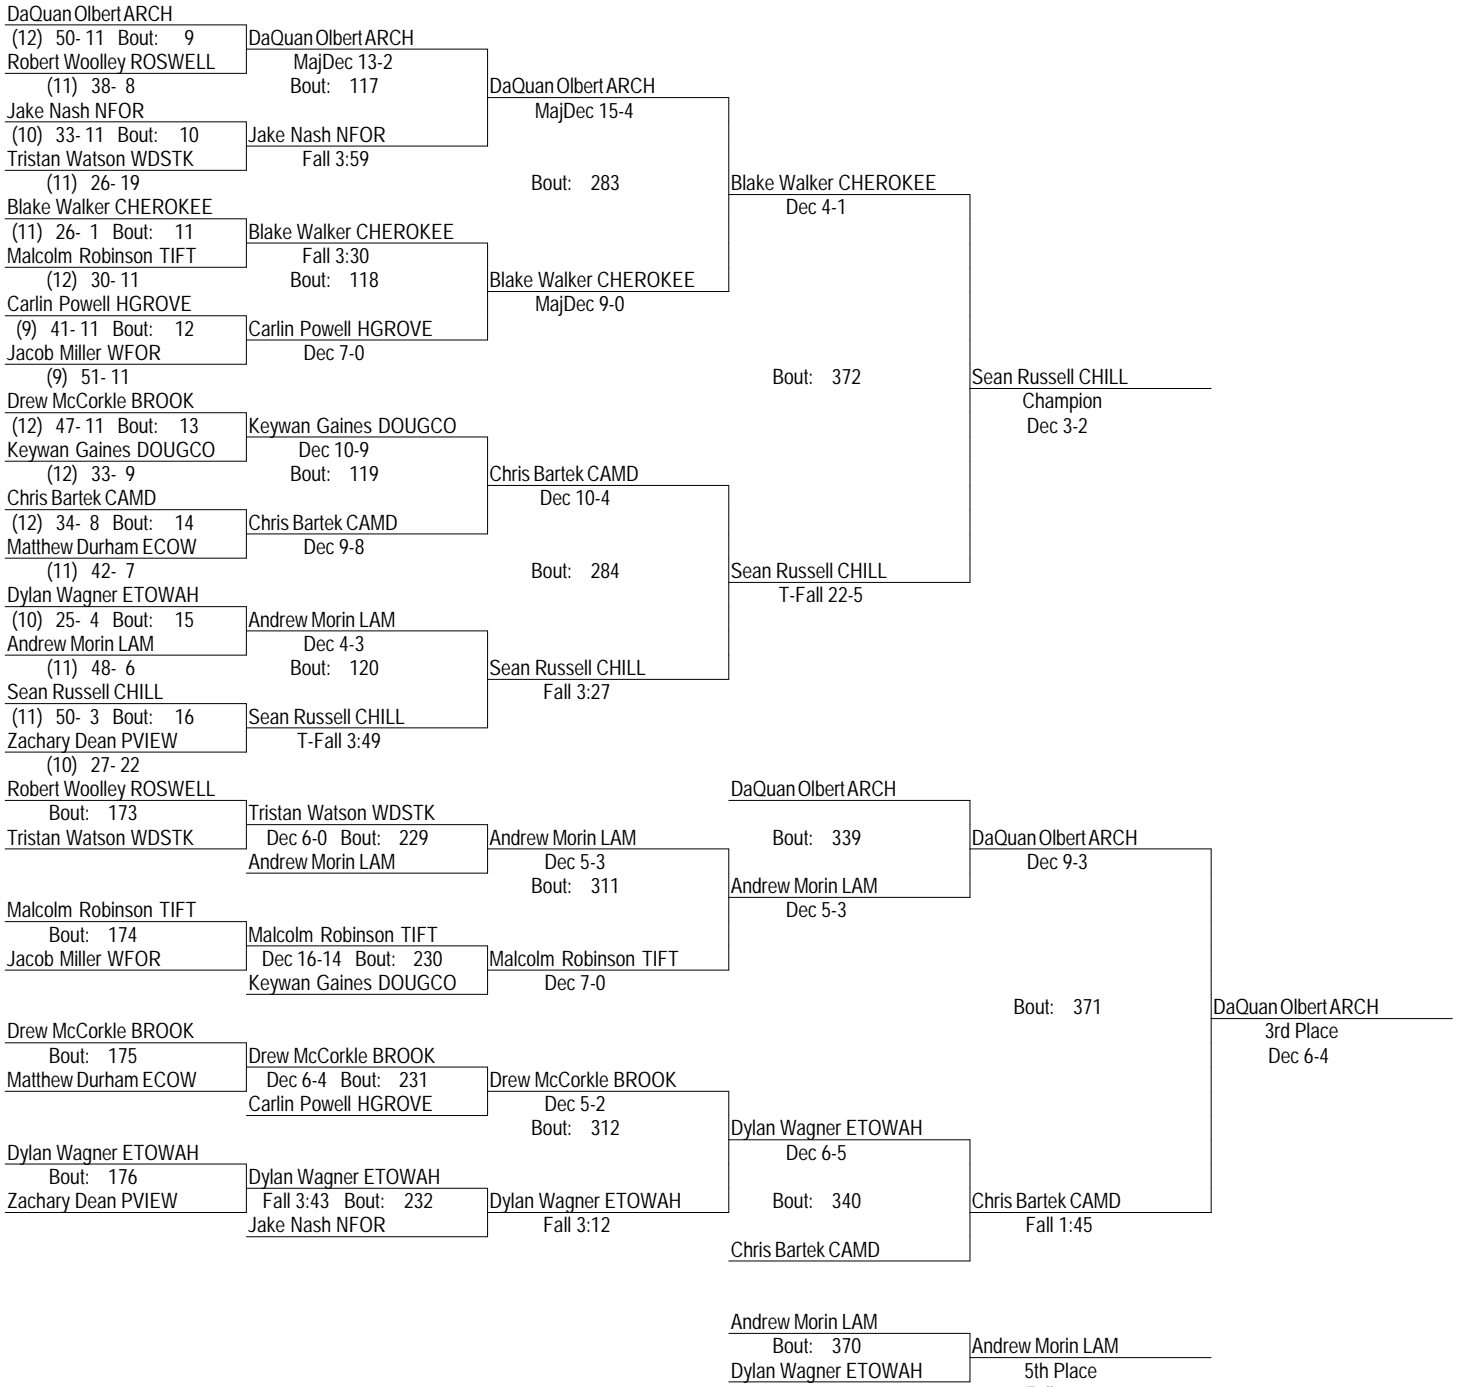 DaQuan Olbert ARCH
(12) 50- 11 Bout: 9 DaQuan Olbert ARCH
Robert Woolley ROSWELL MajDec 13-2
(11) 38- 8 Bout: 117 DaQuan Olbert ARCH
Jake Nash NFOR MajDec 15-4
(10) 33- 11 Bout: 10 Jake Nash NFOR
Tristan Watson WDSTK Fall 3:59
(11) 26- 19 Bout: 283 Blake Walker CHEROKEE
Blake Walker CHEROKEE Dec 4-1
(11) 26- 1 Bout: 11 Blake Walker CHEROKEE
Malcolm Robinson TIFT Fall 3:30
(12) 30- 11 Bout: 118 Blake Walker CHEROKEE
Carlin Powell HGROVE MajDec 9-0
(9) 41- 11 Bout: 12 Carlin Powell HGROVE
Jacob Miller WFOR Dec 7-0
(9) 51- 11 Bout: 372 Sean Russell CHILL
Drew McCorkle BROOK Champion
(12) 47- 11 Bout: 13 Keywan Gaines DOUGCO Dec 3-2
Keywan Gaines DOUGCO Dec 10-9
(12) 33- 9 Bout: 119 Chris Bartek CAMD
Chris Bartek CAMD Dec 10-4
(12) 34- 8 Bout: 14 Chris Bartek CAMD
Matthew Durham ECOW Dec 9-8
(11) 42- 7 Bout: 284 Sean Russell CHILL
Dylan Wagner ETOWAH T-Fall 22-5
(10) 25- 4 Bout: 15 Andrew Morin LAM
Andrew Morin LAM Dec 4-3
(11) 48- 6 Bout: 120 Sean Russell CHILL
Sean Russell CHILL Fall 3:27
(11) 50- 3 Bout: 16 Sean Russell CHILL
Zachary Dean PVIEW T-Fall 3:49
(10) 27- 22
Robert Woolley ROSWELL DaQuan Olbert ARCH
Bout: 173 Tristan Watson WDSTK
Tristan Watson WDSTK Dec 6-0 Bout: 229 Andrew Morin LAM Bout: 339 DaQuan Olbert ARCH
Andrew Morin LAM Dec 5-3 Dec 9-3
Bout: 311 Andrew Morin LAM
Malcolm Robinson TIFT Dec 5-3
Bout: 174 Malcolm Robinson TIFT
Jacob Miller WFOR Dec 16-14 Bout: 230 Malcolm Robinson TIFT
Keywan Gaines DOUGCO Dec 7-0
Bout: 371 DaQuan Olbert ARCH
Drew McCorkle BROOK 3rd Place
Bout: 175 Drew McCorkle BROOK Dec 6-4
Matthew Durham ECOW Dec 6-4 Bout: 231 Drew McCorkle BROOK
Carlin Powell HGROVE Dec 5-2
Bout: 312 Dylan Wagner ETOWAH
Dylan Wagner ETOWAH Dec 6-5
Bout: 176 Dylan Wagner ETOWAH
Zachary Dean PVIEW Fall 3:43 Bout: 232 Dylan Wagner ETOWAH Bout: 340 Chris Bartek CAMD
Jake Nash NFOR Fall 3:12 Fall 1:45
Chris Bartek CAMD
Andrew Morin LAM
Bout: 370 Andrew Morin LAM
Dylan Wagner ETOWAH 5th Place